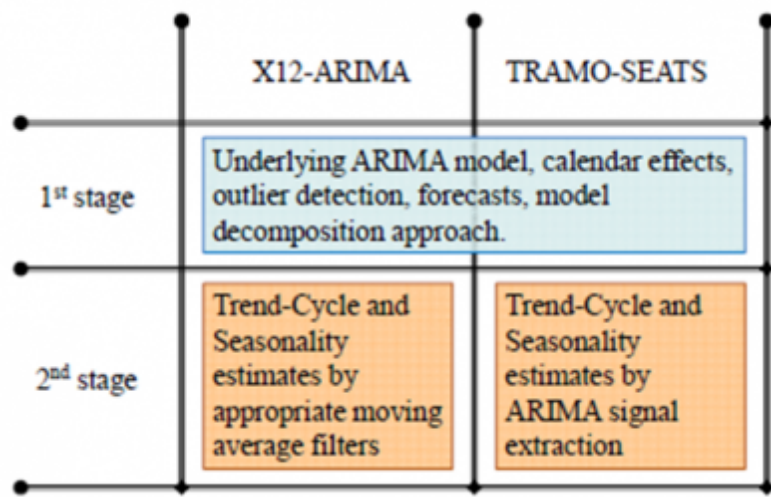 X12-ARIMA
TRAMO-SEATS
1st stage
Underlying ARIMA model, calendar effects,
outlier detection, forecasts, model
decomposition approach.
2nd stage
Trend-Cycle and
Seasonality
estimates by
appropriate moving
average filters
Trend-Cycle and
Seasonality
estimates by
ARIMA signal
extraction